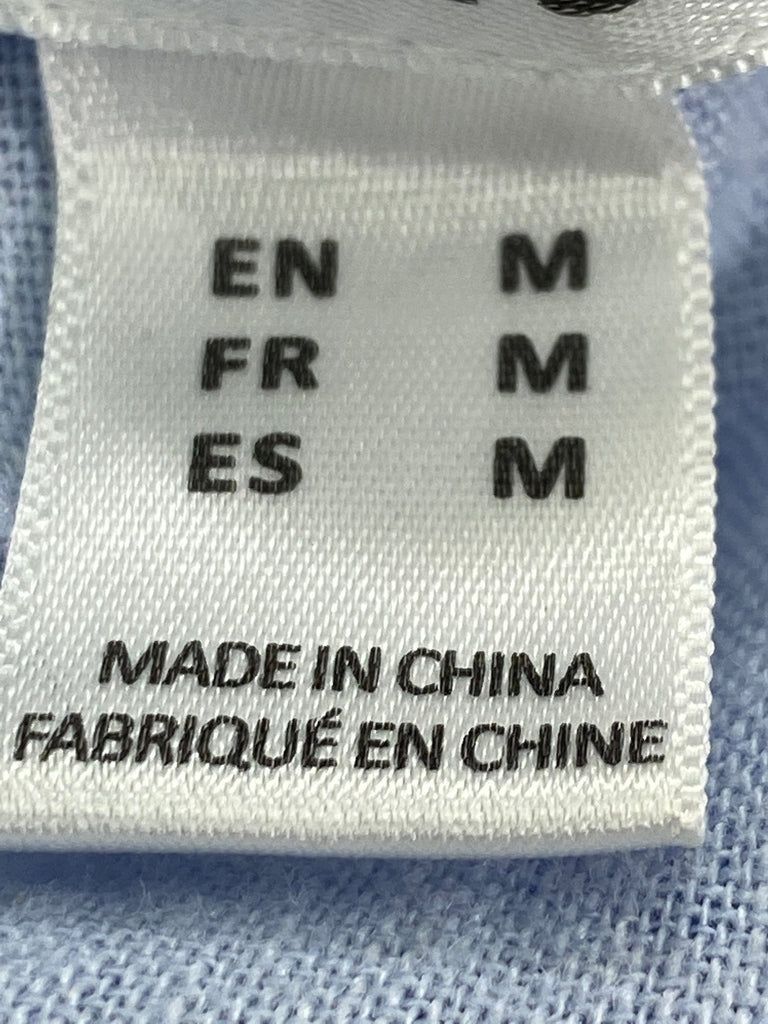 EN M
FR M
ES M
MADE IN CHINA
FABRIQUÉ EN CHINE